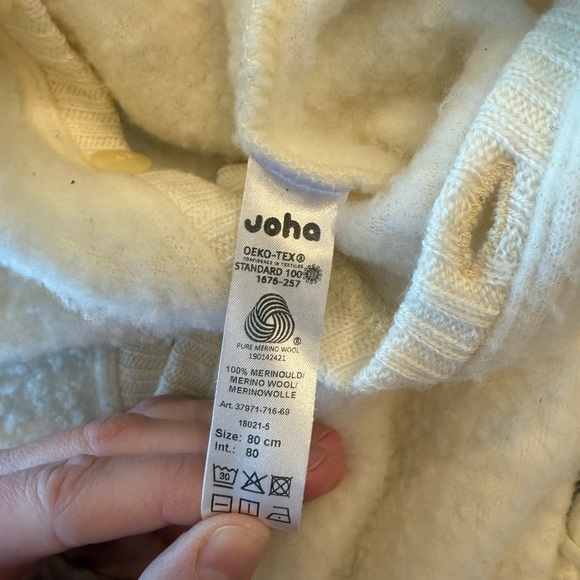 Joha
OEKO-TEX®
CONFIDENCE IN TEXTILES
STANDARD 100
1676-257
®
PURE MERINO WOOL
190142421
100% MERINOULD/
MERINO WOOL/
MERINOWOLLE
Art. 37971-716-69
18021-5
Size: 80 cm
Int.: 80
30